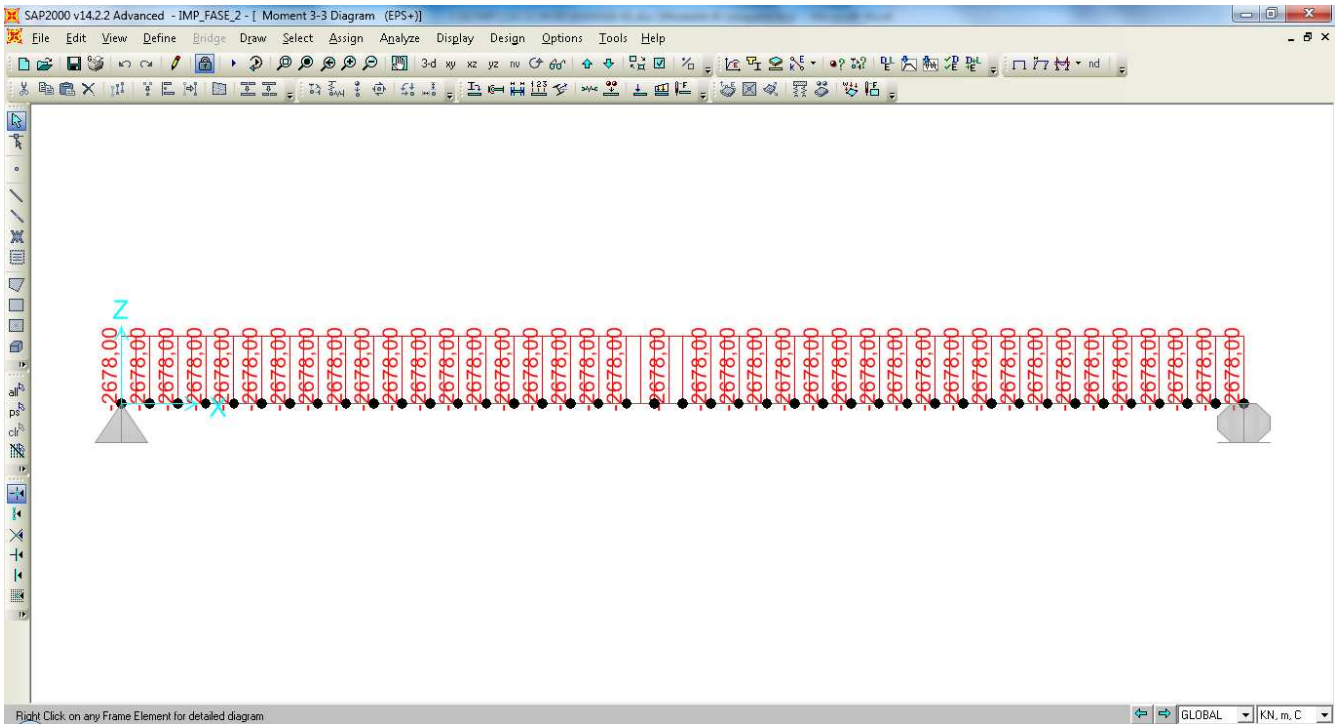 SAP2000 v14.2.2 Advanced - IMP_FASE_2 - [ Moment 3-3 Diagram (EPS+)]
File Edit View Define Bridge Draw Select Assign Analyze Display Design Options Tools Help
3-d xy xz yz nv nd
all
ps
clr
Z
-2678,00 -2678,00 -2678,00 -2678,00 -2678,00 -2678,00 -2678,00 -2678,00 -2678,00 -2678,00 -2678,00 -2678,00 -2678,00 -2678,00 -2678,00 -2678,00 -2678,00 -2678,00 -2678,00 -2678,00 -2678,00 -2678,00 -2678,00 -2678,00 -2678,00 -2678,00 -2678,00 -2678,00 -2678,00 -2678,00 -2678,00 -2678,00 -2678,00 -2678,00 -2678,00 -2678,00 -2678,00 -2678,00 -2678,00 -2678,00
X
Right Click on any Frame Element for detailed diagram GLOBAL KN, m, C